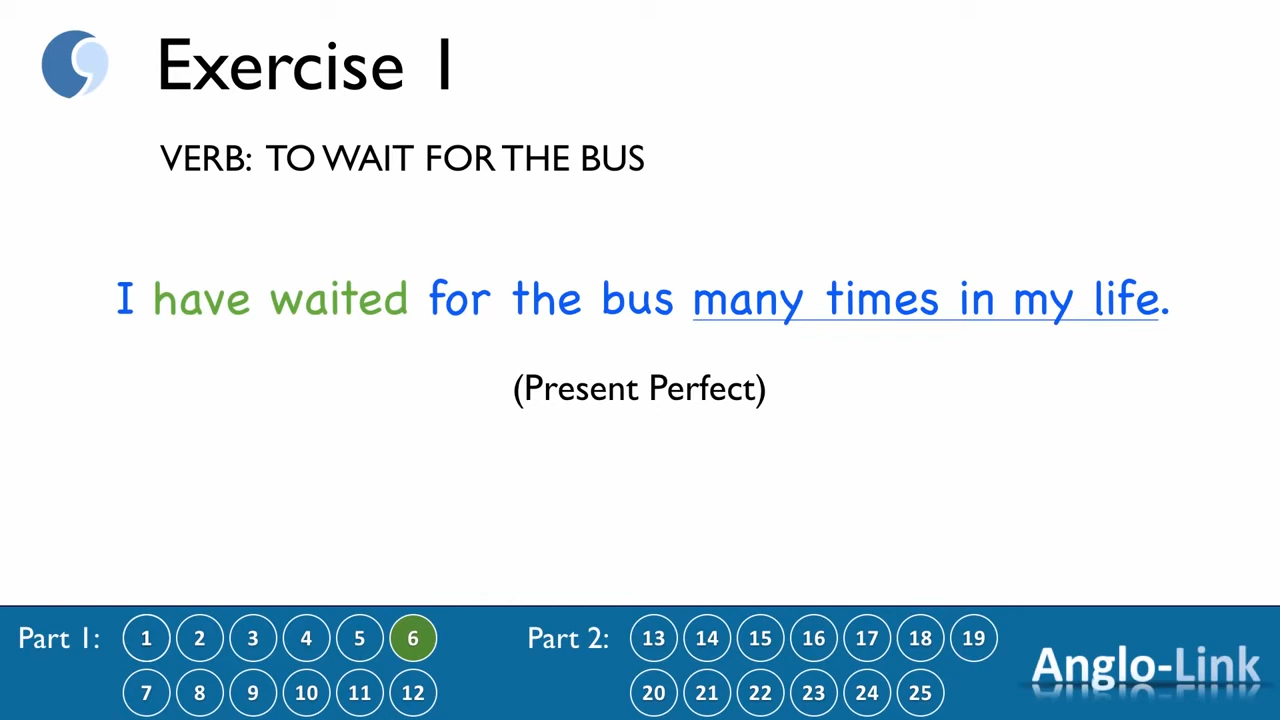 Exercise 1
VERB: TO WAIT FOR THE BUS
I have waited for the bus many times in my life.
(Present Perfect)
Part 1: 1 2 3 4 5 6
7 8 9 10 11 12
Part 2: 13 14 15 16 17 18 19
20 21 22 23 24 25
Anglo-Link